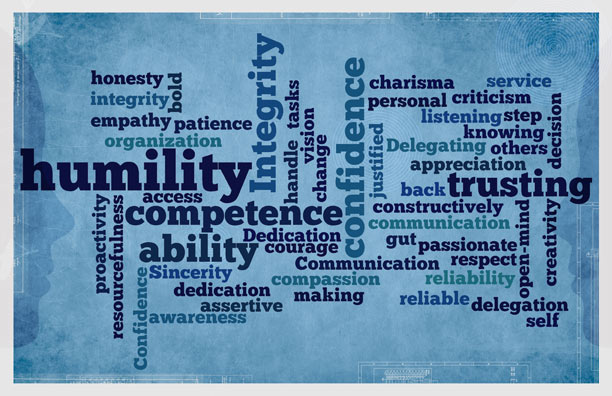 honesty
integrity
bold
empathy
patience
organization
Integrity
handle
tasks
vision
change
confidence
justified
charisma
service
personal
criticism
listening
step
knowing
decision
Delegating
others
appreciation
humility
access
back
trusting
competence
constructively
communication
ability
Dedication
courage
gut
passionate
open-mind
creativity
proactivity
resourcefulness
Sincerity
Communication
respect
compassion
reliability
dedication
making
reliable
delegation
assertive
Confidence
awareness
self